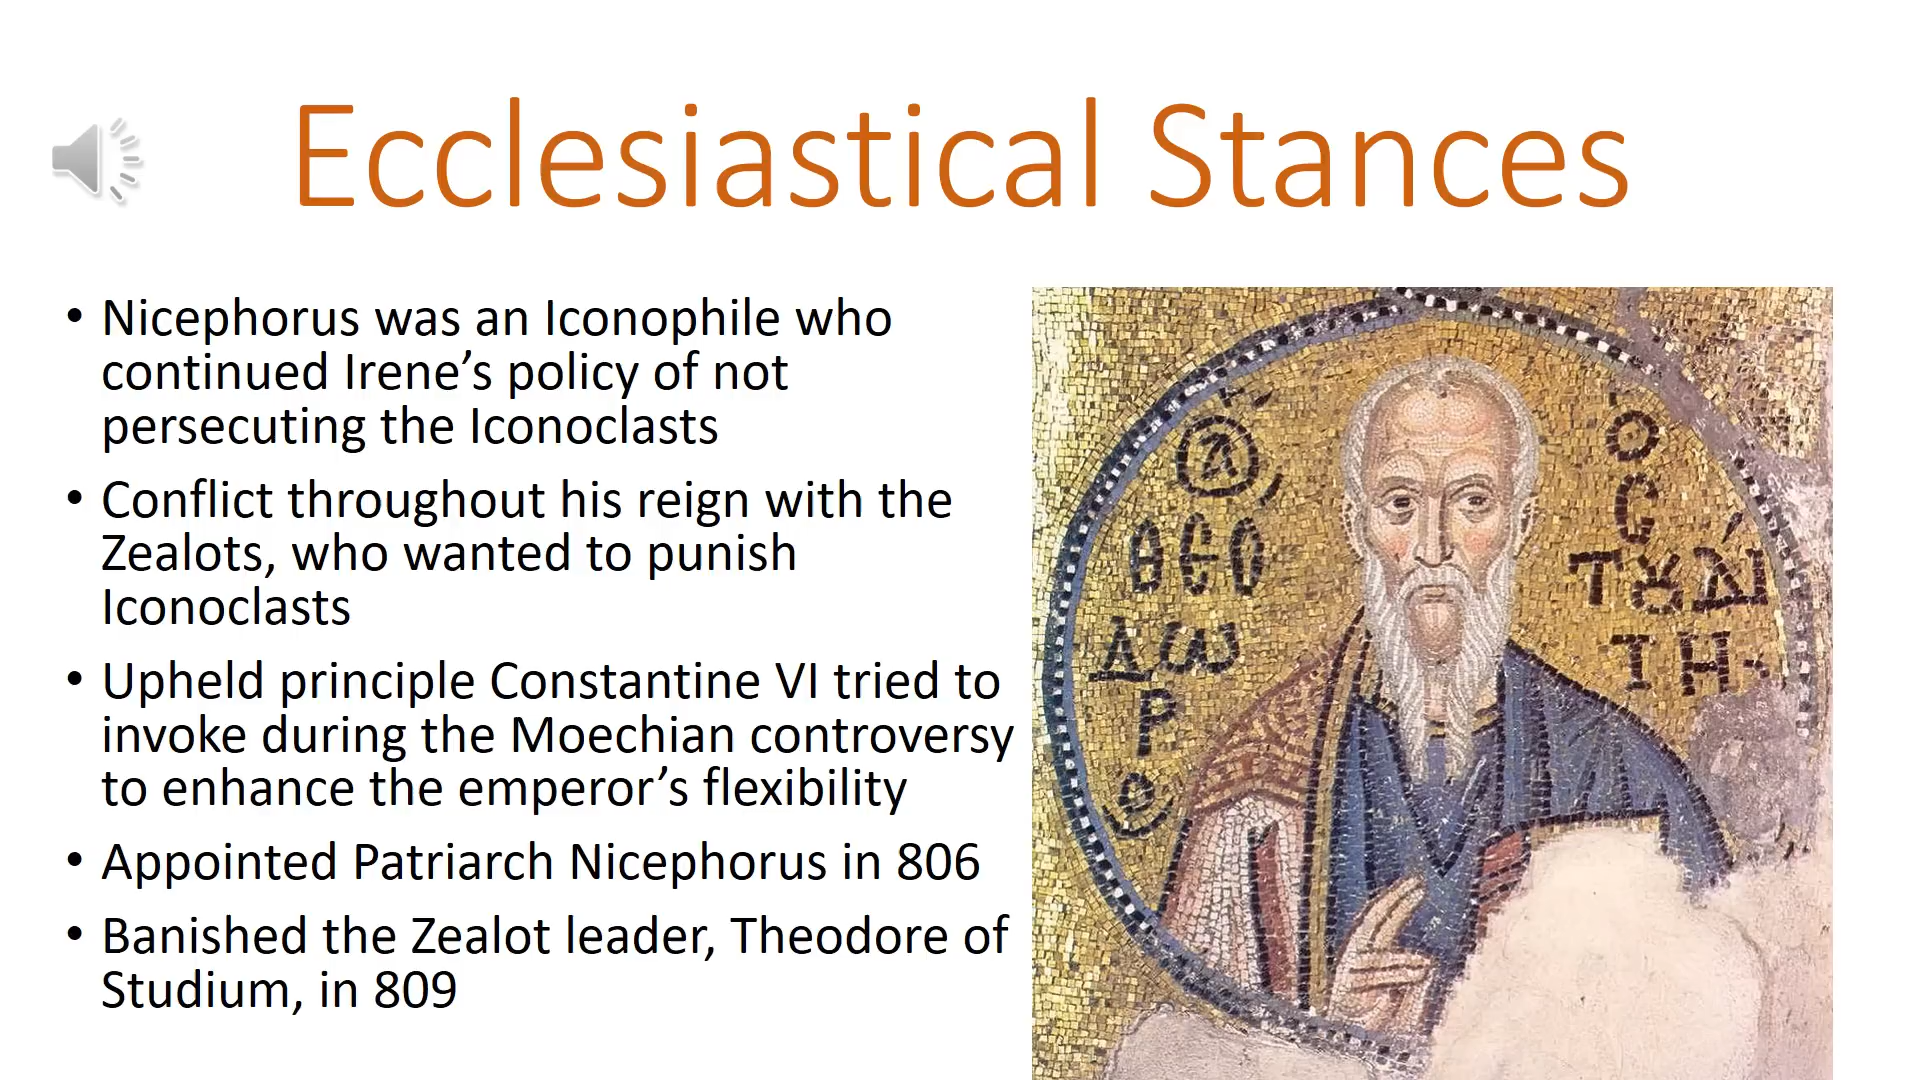 Ecclesiastical Stances
• Nicephorus was an Iconophile who
continued Irene’s policy of not
persecuting the Iconoclasts
• Conflict throughout his reign with the
Zealots, who wanted to punish
Iconoclasts
• Upheld principle Constantine VI tried to
invoke during the Moechian controversy
to enhance the emperor’s flexibility
• Appointed Patriarch Nicephorus in 806
• Banished the Zealot leader, Theodore of
Studium, in 809
ΘΕΟ
Δω
Ρ
Ο
Ο
C
ΤȣΔΙ
ΤΗ